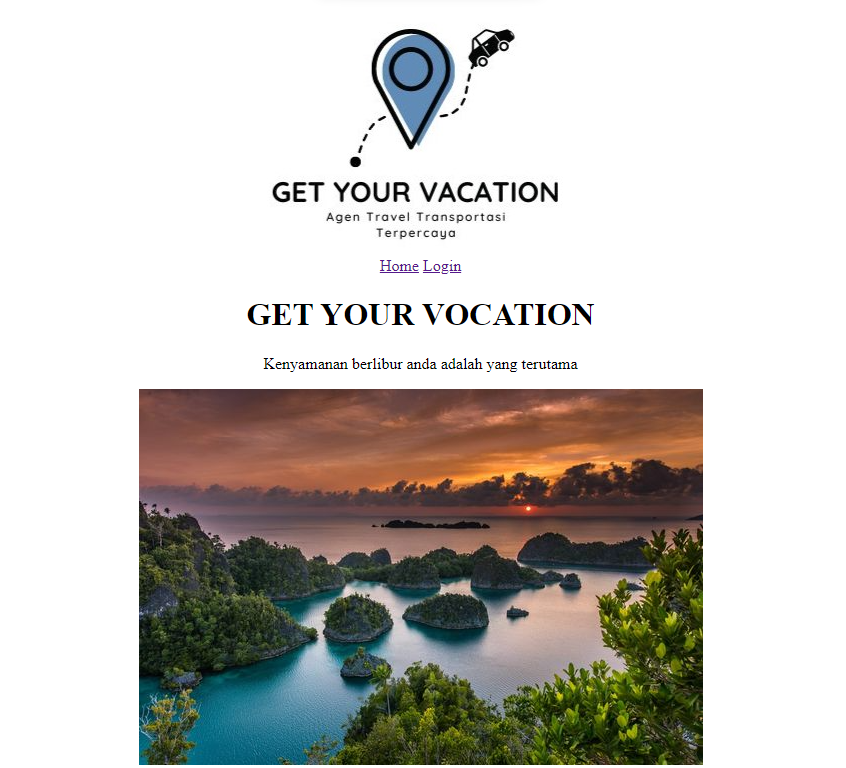 GET YOUR VACATION
Agen Travel Transportasi
Terpercaya
Home Login
GET YOUR VOCATION
Kenyamanan berlibur anda adalah yang terutama